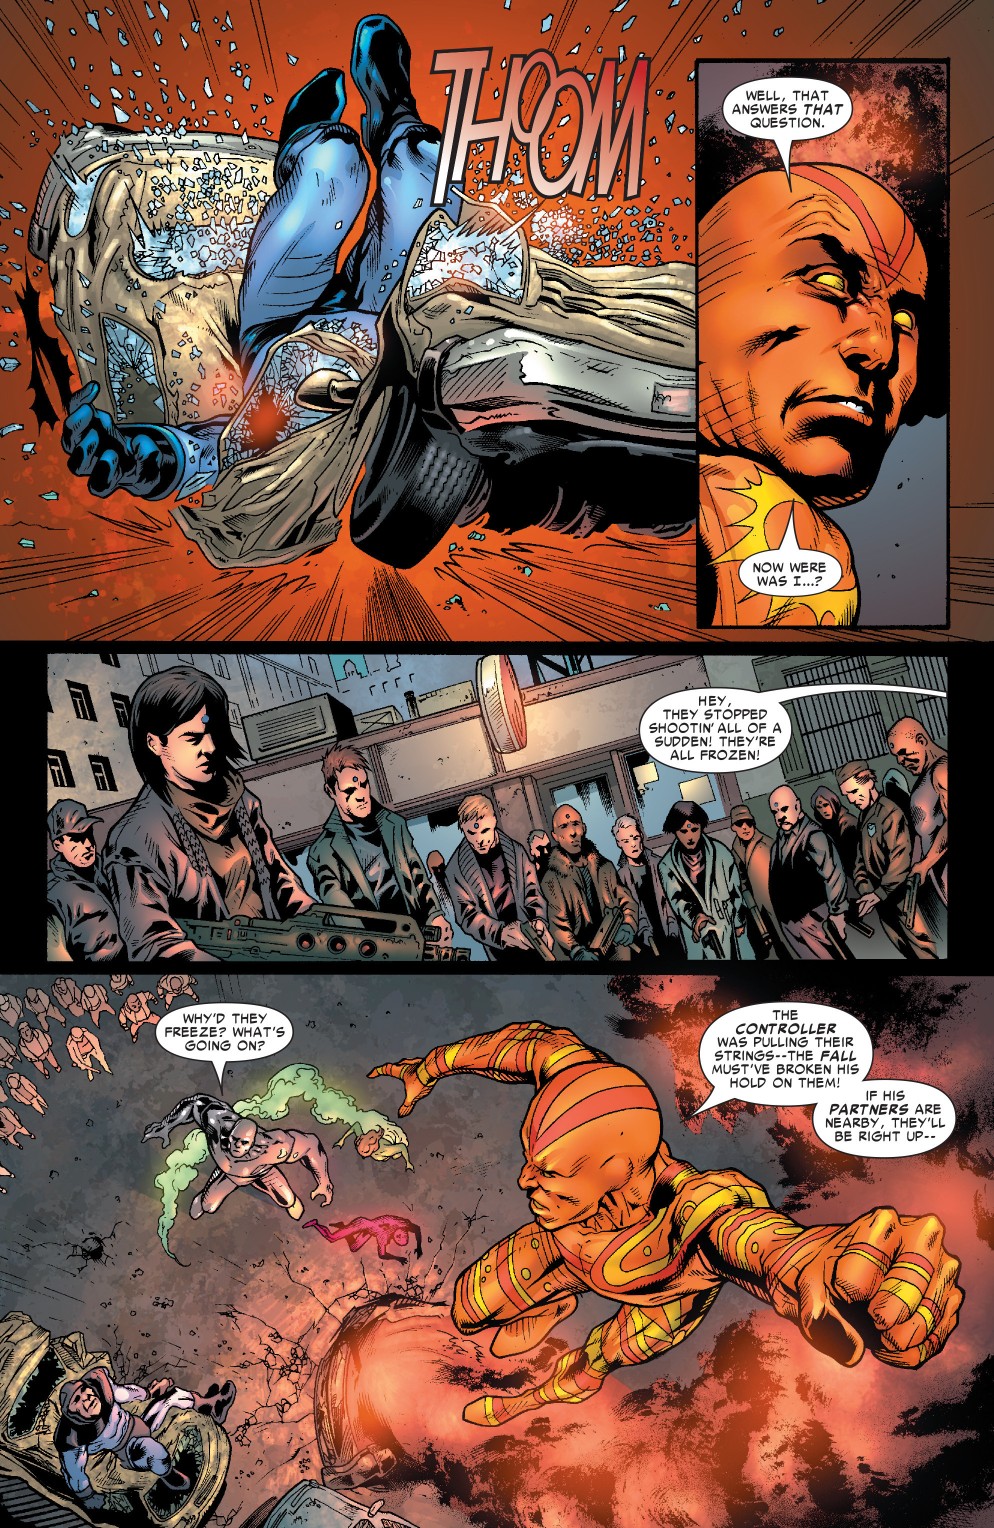 THOOM
WELL, THAT
ANSWERS THAT
QUESTION.
NOW WERE
WAS I...?
HEY,
THEY STOPPED
SHOOTIN' ALL OF A
SUDDEN! THEY'RE
ALL FROZEN!
WHY'D THEY
FREEZE? WHAT'S
GOING ON?
THE
CONTROLLER
WAS PULLING THEIR
STRINGS--THE FALL
MUST'VE BROKEN HIS
HOLD ON THEM!
IF HIS
PARTNERS ARE
NEARBY, THEY'LL
BE RIGHT UP--